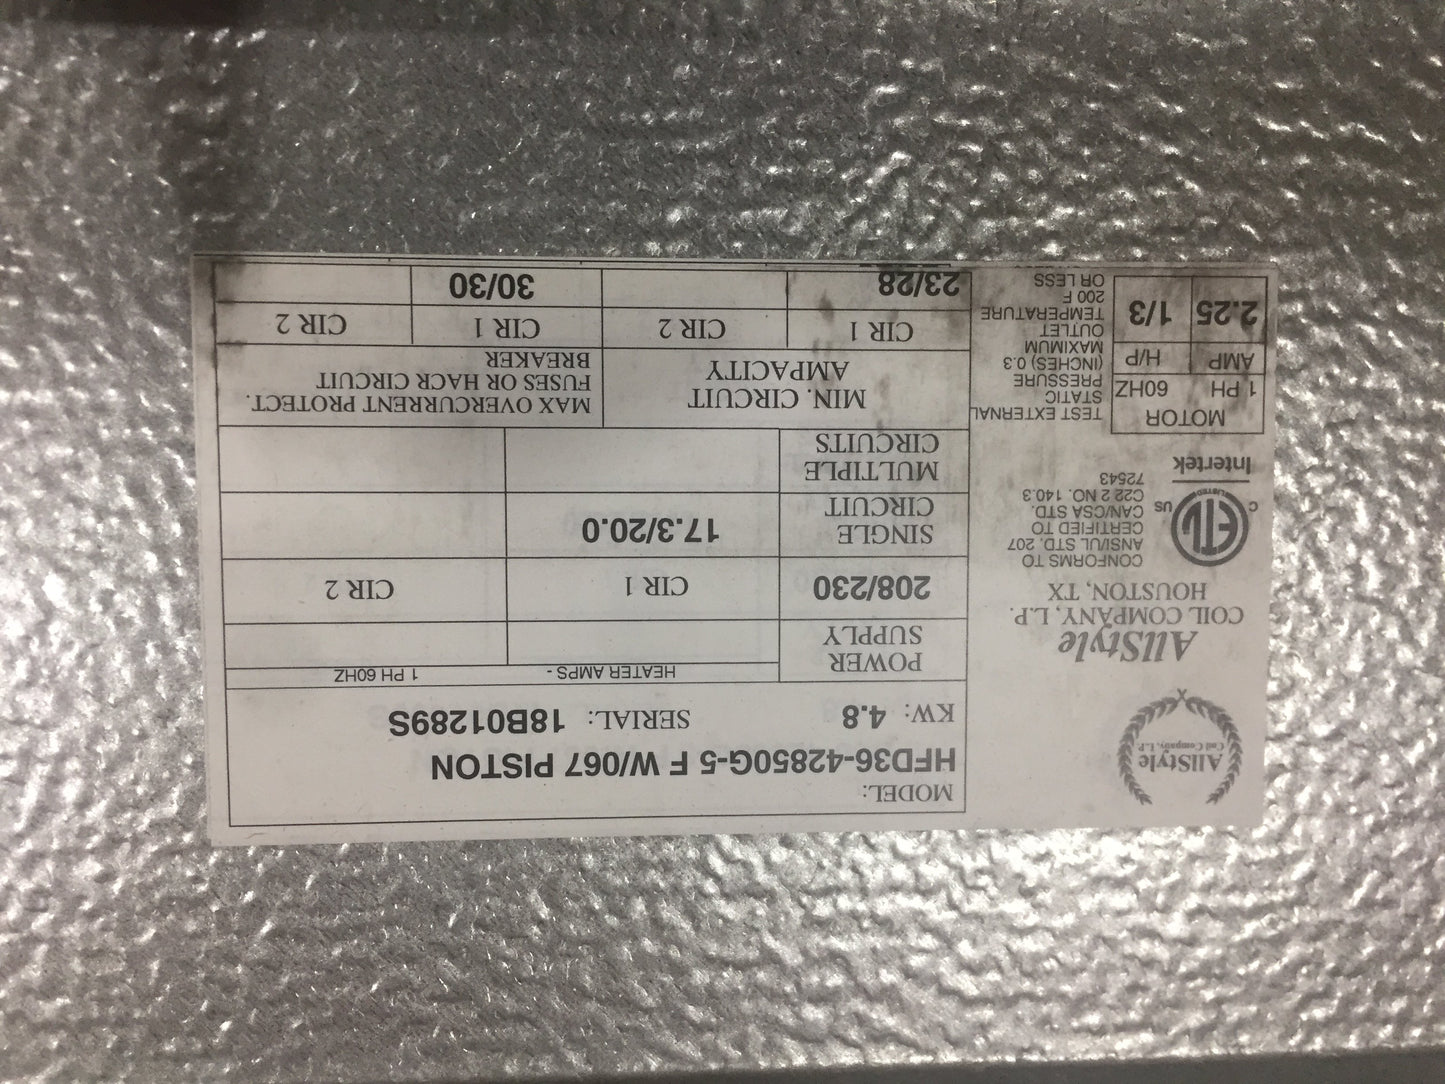 AllStyle
Coil Company, L.P.
AllStyle
COIL COMPANY, L.P.
HOUSTON, TX
CONFORMS TO
ANSI/UL STD. 207
CERTIFIED TO
CAN/CSA STD.
C22 2 NO. 140.3
72543
C
ETL
LISTED
US
Intertek
MOTOR
1 PH 60HZ
AMP H/P
2.25 1/3
TEST EXTERNAL
STATIC
PRESSURE
(INCHES) 0.3
MAXIMUM
OUTLET
TEMPERATURE
200 F
OR LESS
MODEL:
HFD36-42850G-5 F W/067 PISTON
KW: 4.8 SERIAL: 18B01289S
POWER
SUPPLY
HEATER AMPS - 1 PH 60HZ
208/230 CIR 1 CIR 2
SINGLE
CIRCUIT
17.3/20.0
MULTIPLE
CIRCUITS
MIN. CIRCUIT
AMPACITY
MAX OVERCURRENT PROTECT.
FUSES OR HACR CIRCUIT
BREAKER
CIR 1 CIR 2 CIR 1 CIR 2
23/28 30/30